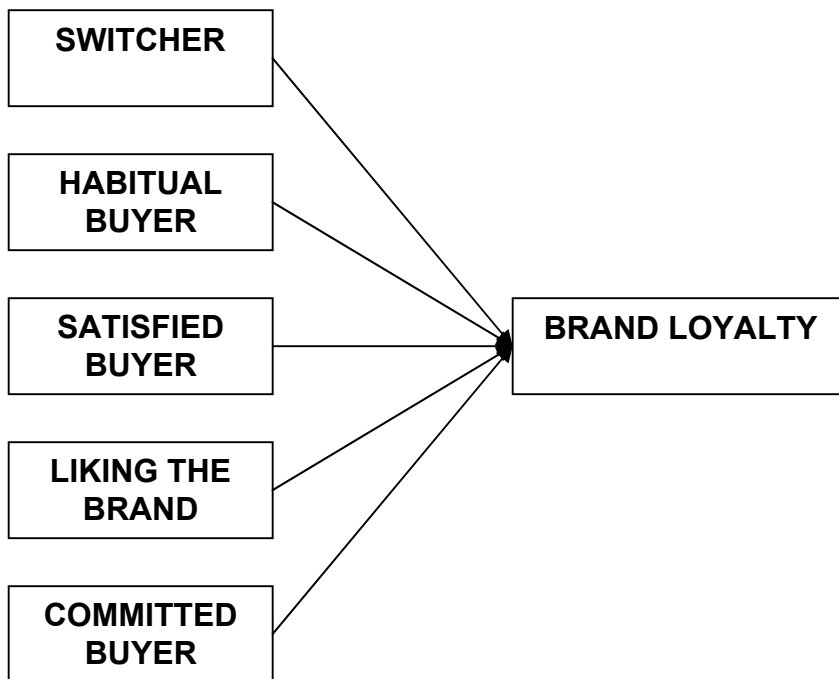 SWITCHER
HABITUAL
BUYER
SATISFIED
BUYER
BRAND LOYALTY
LIKING THE
BRAND
COMMITTED
BUYER